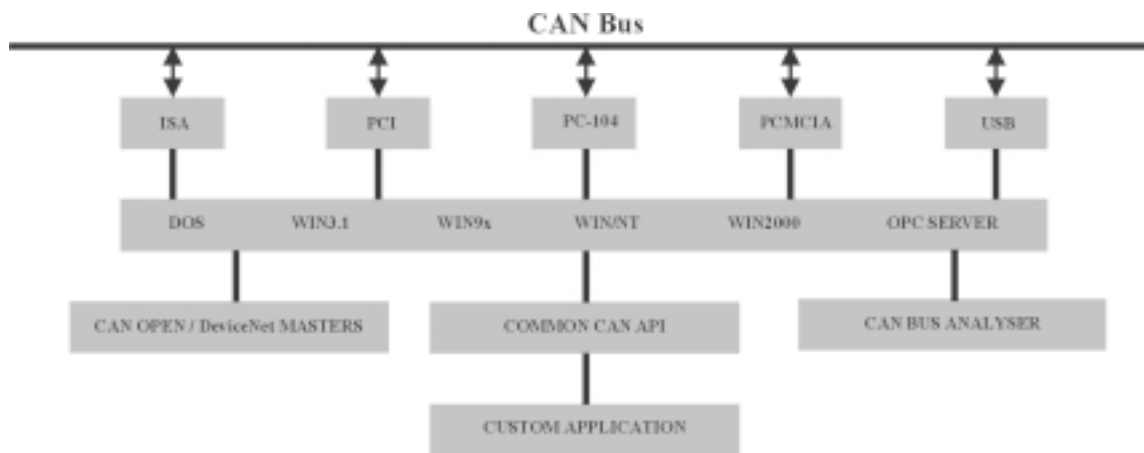 CAN Bus
ISA PCI PC-104 PCMCIA USB
DOS WIN3.1 WIN9x WIN/NT WIN2000 OPC SERVER
CAN OPEN / DeviceNet MASTERS COMMON CAN API CAN BUS ANALYSER
CUSTOM APPLICATION